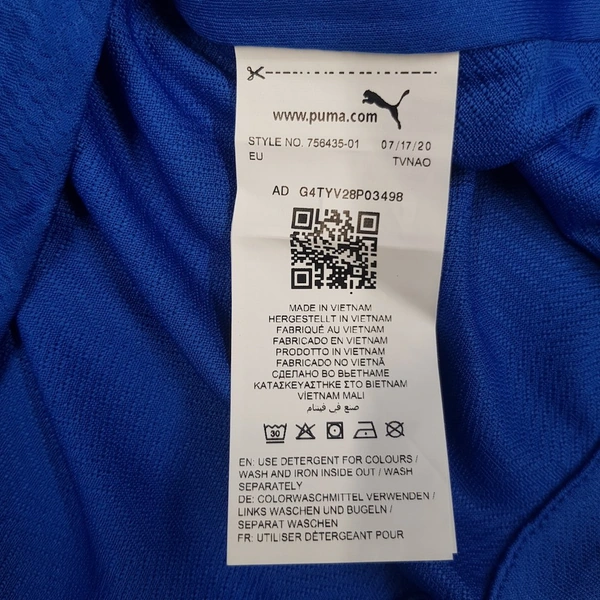 www.puma.com
STYLE NO. 756435-01 07/17/20
EU TVNAO
AD G4TYV28P03498
MADE IN VIETNAM
HERGESTELLT IN VIETNAM
FABRIQUÉ AU VIETNAM
FABRICADO EN VIETNAM
PRODOTTO IN VIETNAM
FABRICADO NO VIETNÃ
СДЕЛАНО ВО ВЬЕТНАМЕ
ΚΑΤΑΣΚΕΥΑΣΤΗΚΕ ΣΤΟ ΒΙΕΤΝΑΜ
VİETNAM MALI
صنع في فيتنام
30
EN: USE DETERGENT FOR COLOURS /
WASH AND IRON INSIDE OUT / WASH
SEPARATELY
DE: COLORWASCHMITTEL VERWENDEN /
LINKS WASCHEN UND BUGELN /
SEPARAT WASCHEN
FR: UTILISER DÉTERGENT POUR